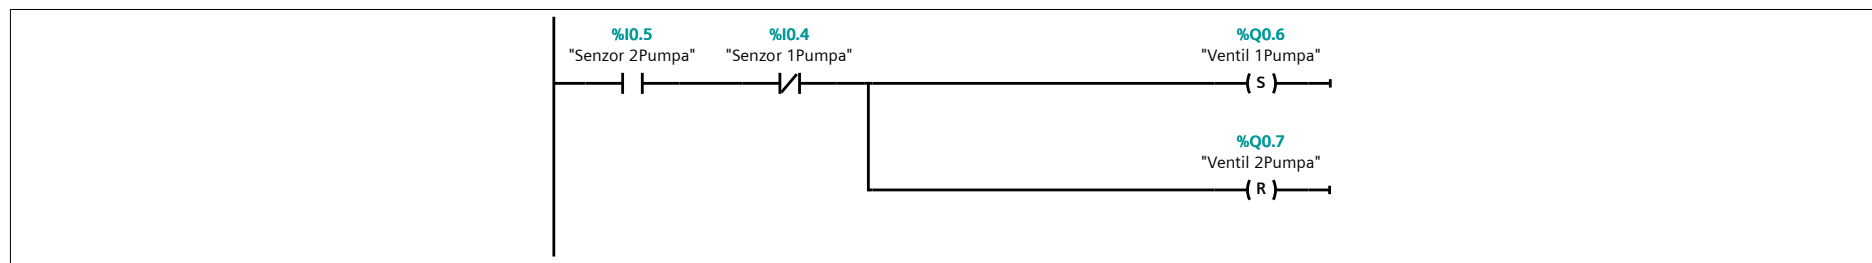 %I0.5 %I0.4 %Q0.6
"Senzor 2Pumpa" "Senzor 1Pumpa" "Ventil 1Pumpa"
S
%Q0.7
"Ventil 2Pumpa"
R